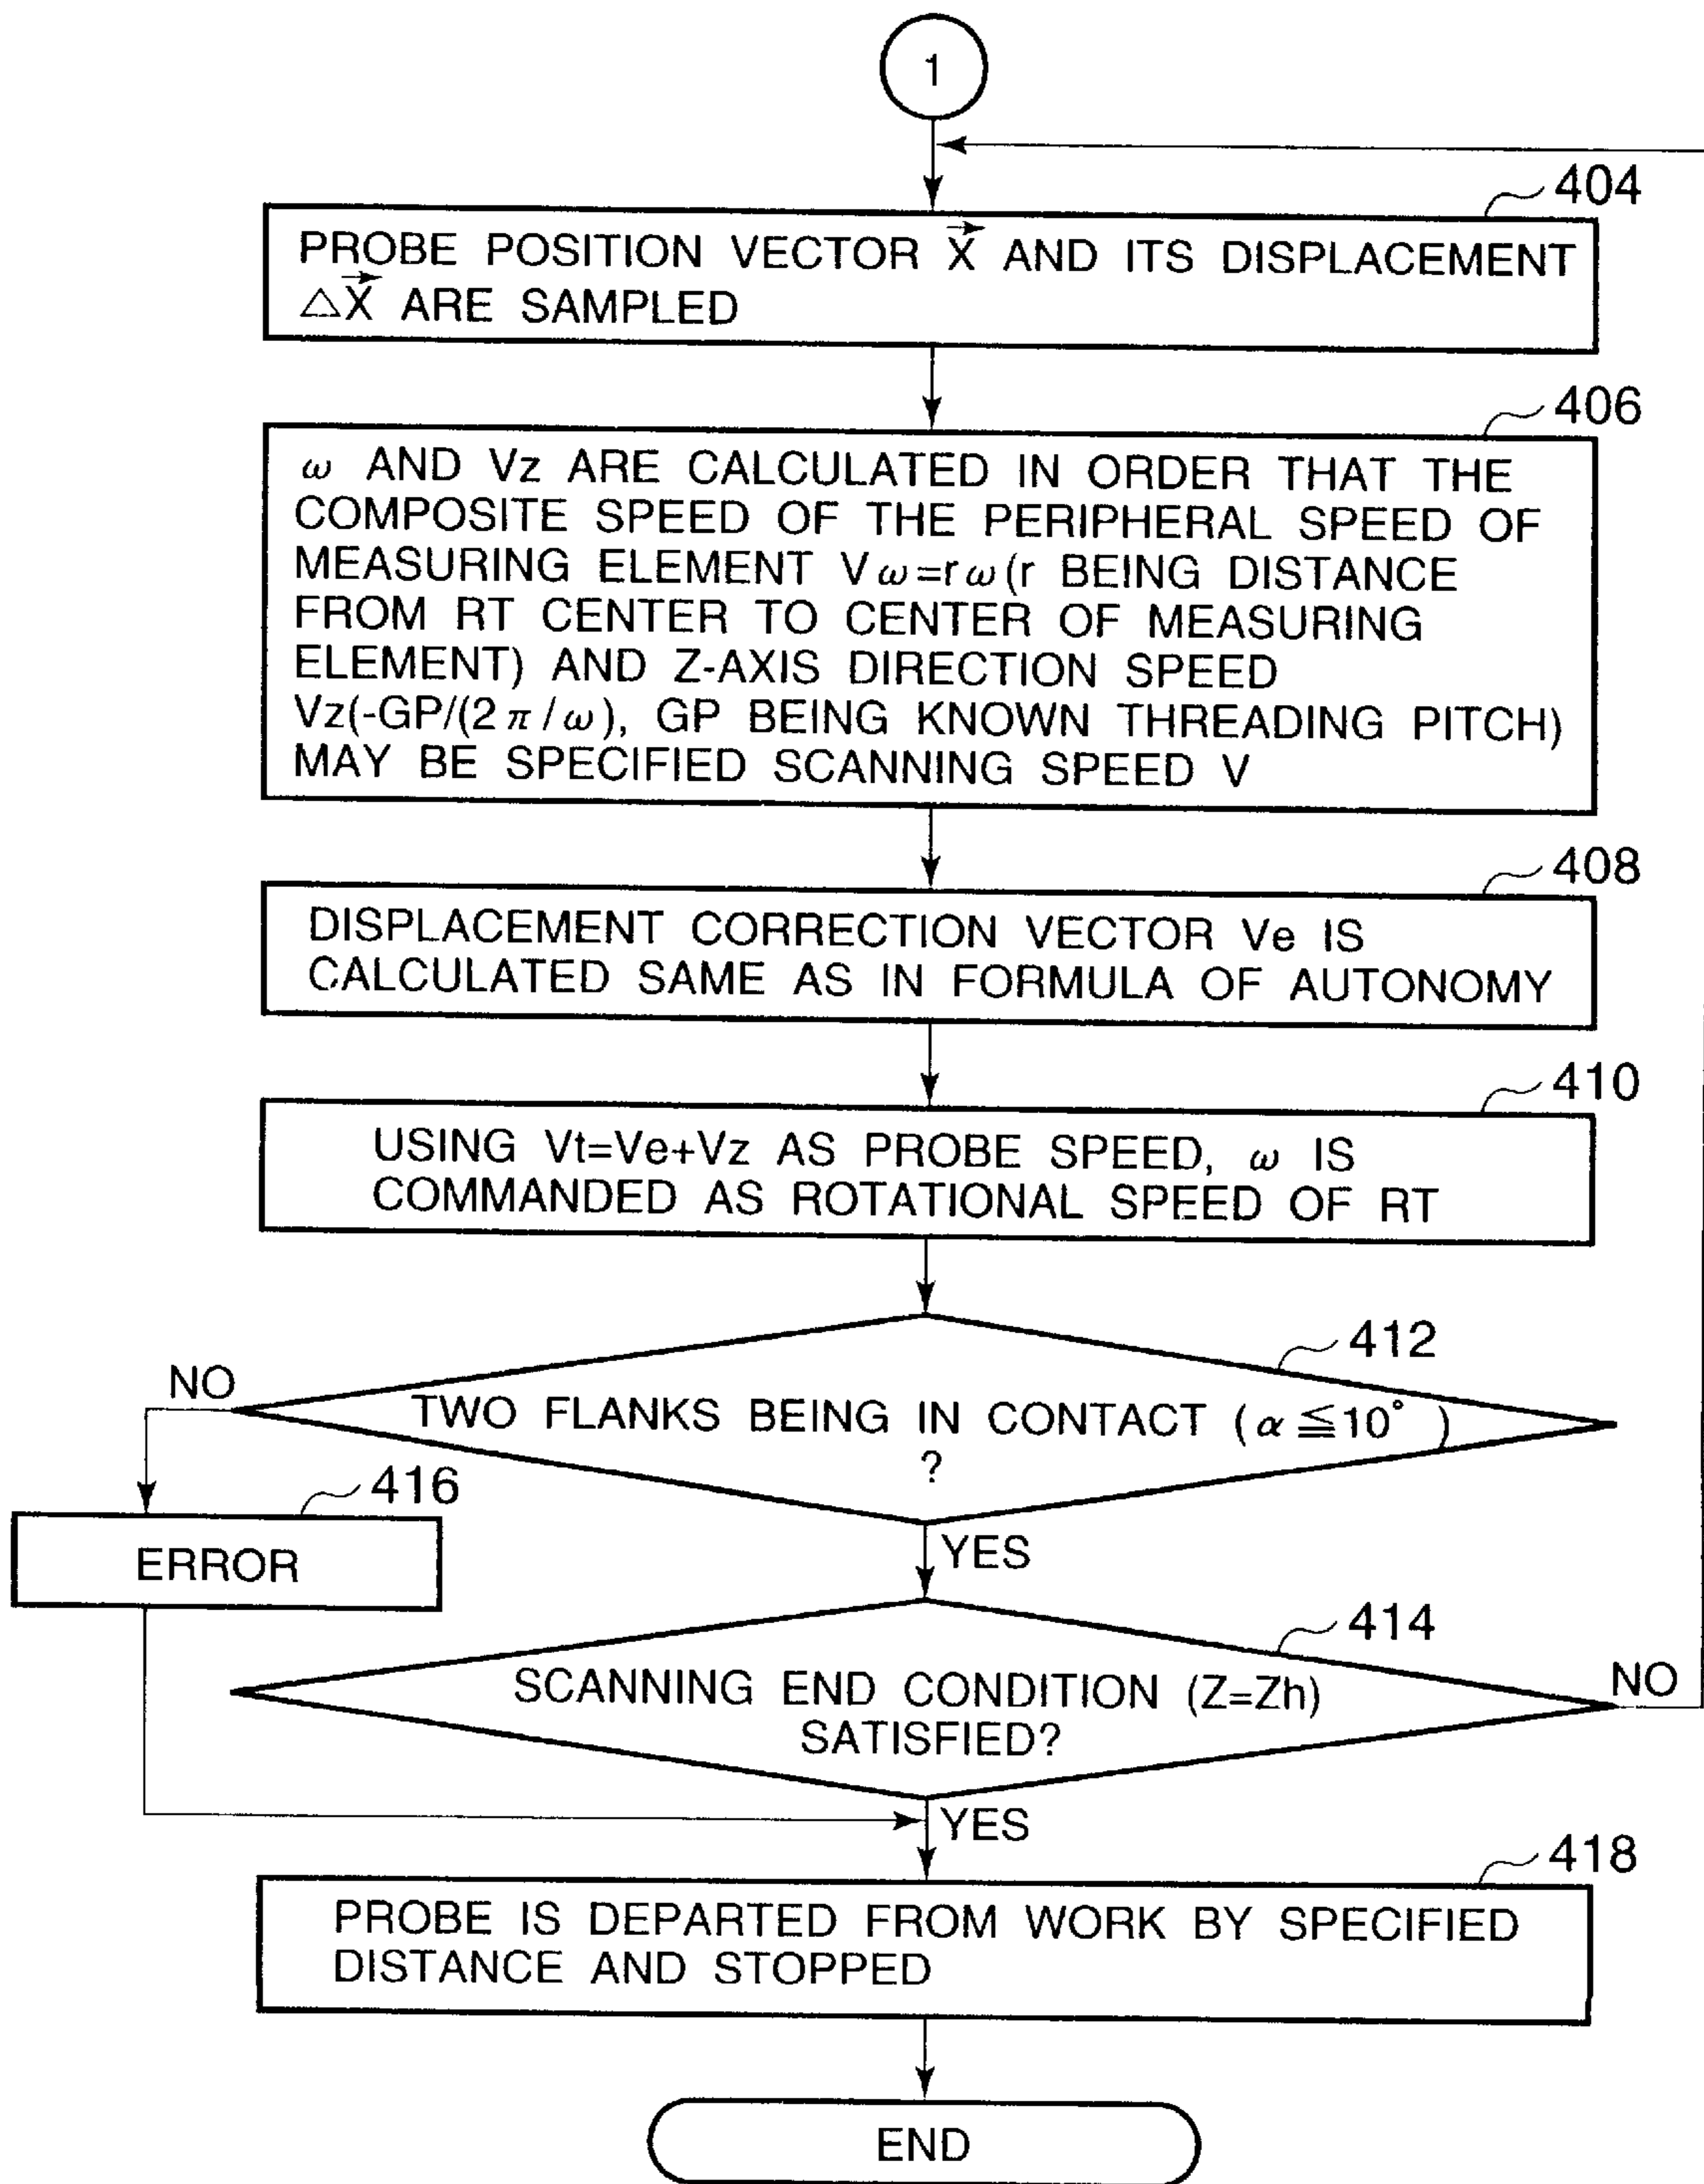 1
404
PROBE POSITION VECTOR X⃗ AND ITS DISPLACEMENT
△X⃗ ARE SAMPLED
406
ω AND Vz ARE CALCULATED IN ORDER THAT THE
COMPOSITE SPEED OF THE PERIPHERAL SPEED OF
MEASURING ELEMENT Vω=rω(r BEING DISTANCE
FROM RT CENTER TO CENTER OF MEASURING
ELEMENT) AND Z-AXIS DIRECTION SPEED
Vz(-GP/(2π/ω), GP BEING KNOWN THREADING PITCH)
MAY BE SPECIFIED SCANNING SPEED V
408
DISPLACEMENT CORRECTION VECTOR Ve IS
CALCULATED SAME AS IN FORMULA OF AUTONOMY
410
USING Vt=Ve+Vz AS PROBE SPEED, ω IS
COMMANDED AS ROTATIONAL SPEED OF RT
412
NO
TWO FLANKS BEING IN CONTACT (α≦10°)
?
416
YES
ERROR
414
SCANNING END CONDITION (Z=Zh)
NO
SATISFIED?
YES
418
PROBE IS DEPARTED FROM WORK BY SPECIFIED
DISTANCE AND STOPPED
END